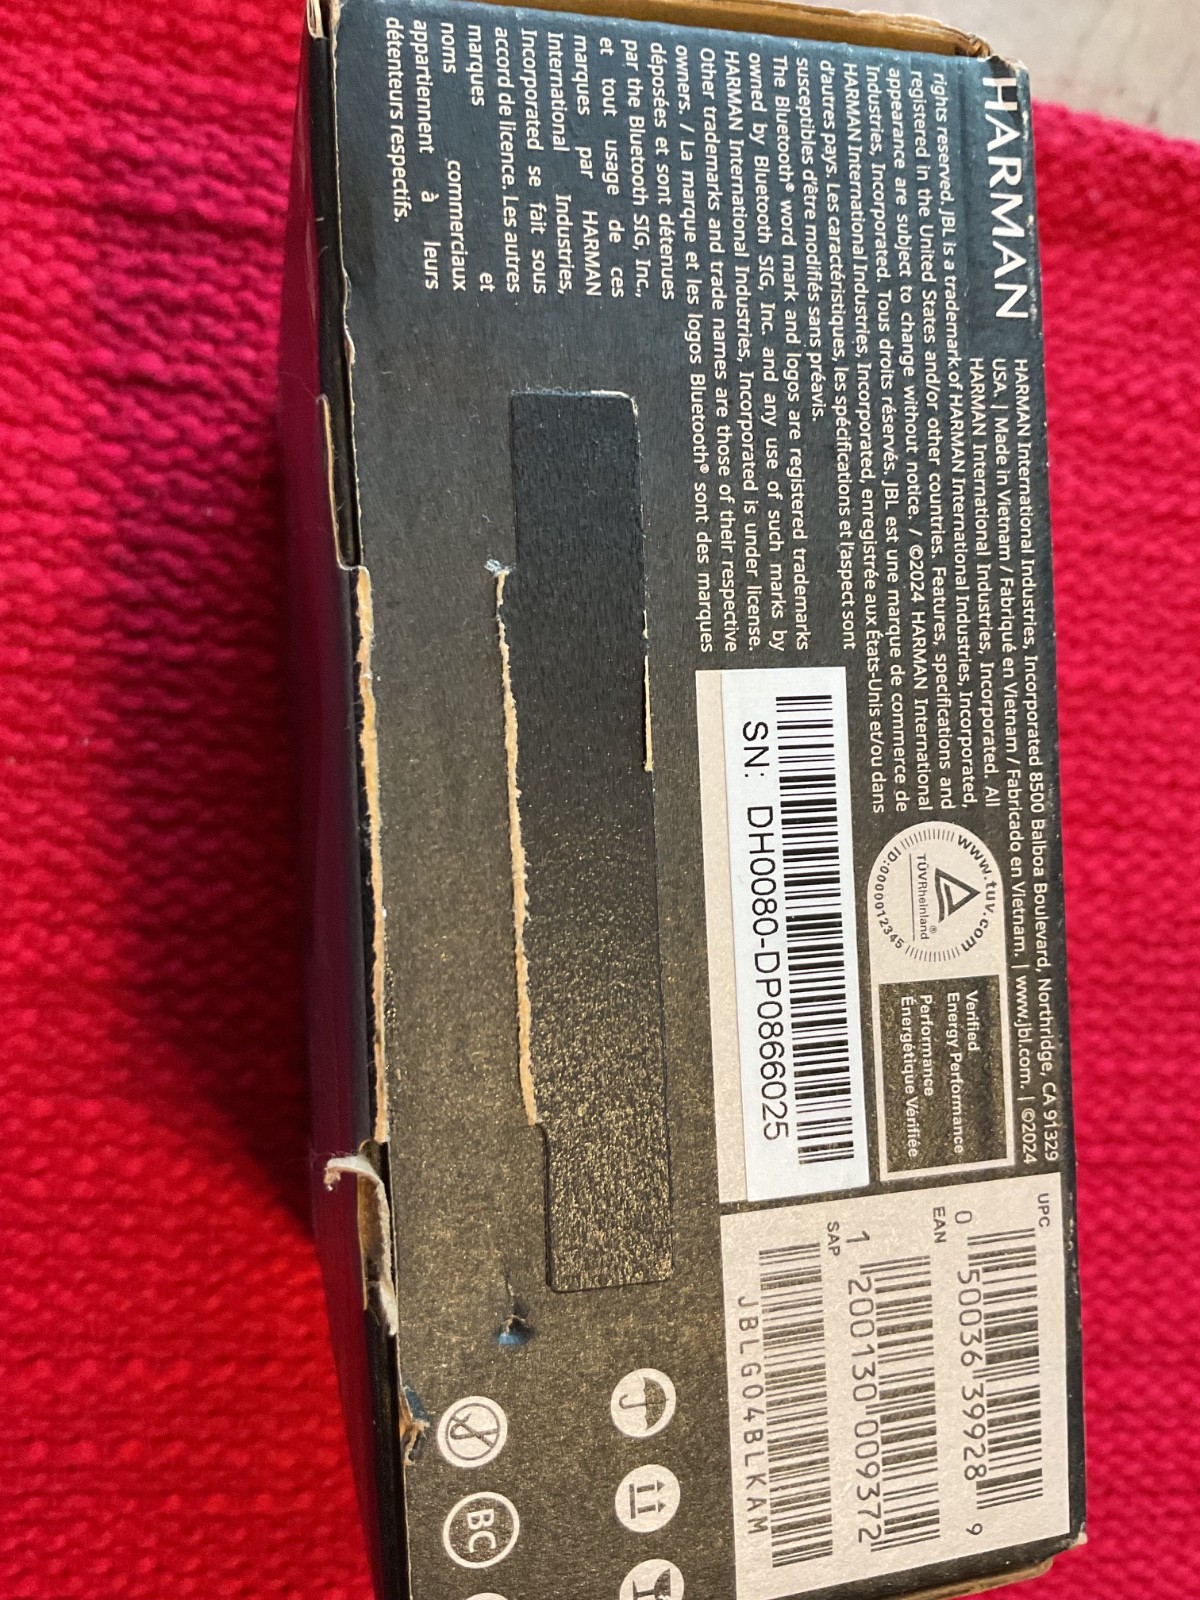 HARMAN
HARMAN International Industries, Incorporated 8500 Balboa Boulevard, Northridge, CA 91329
USA | Made in Vietnam / Fabriqué en Vietnam / Fabricado en Vietnam. | www.jbl.com. | ©2024
HARMAN International Industries, Incorporated. All
rights reserved. JBL is a trademark of HARMAN International Industries, Incorporated,
registered in the United States and/or other countries. Features, specifications and
appearance are subject to change without notice. / ©2024 HARMAN International
Industries, Incorporated. Tous droits réservés. JBL est une marque de commerce de
HARMAN International Industries, Incorporated, enregistrée aux États-Unis et/ou dans
d'autres pays. Les caractéristiques, les spécifications et l'aspect sont
susceptibles d'être modifiés sans préavis.
The Bluetooth® word mark and logos are registered trademarks
owned by Bluetooth SIG, Inc. and any use of such marks by
HARMAN International Industries, Incorporated is under license.
Other trademarks and trade names are those of their respective
owners. / La marque et les logos Bluetooth® sont des marques
déposées et sont détenues
par the Bluetooth SIG, Inc.,
et tout usage de ces
marques par HARMAN
International Industries,
Incorporated se fait sous
accord de licence. Les autres
marques et
noms commerciaux
appartiennent à leurs
détenteurs respectifs.
www.tuv.com
TÜVRheinland®
ID:0000012345
Verified
Energy Performance
Performance
Énergétique Vérifiée
SN: DH0080-DP0866025
UPC
0 50036 39928 9
EAN
1 200130 009372
SAP
JBLGO4BLKAM
BC